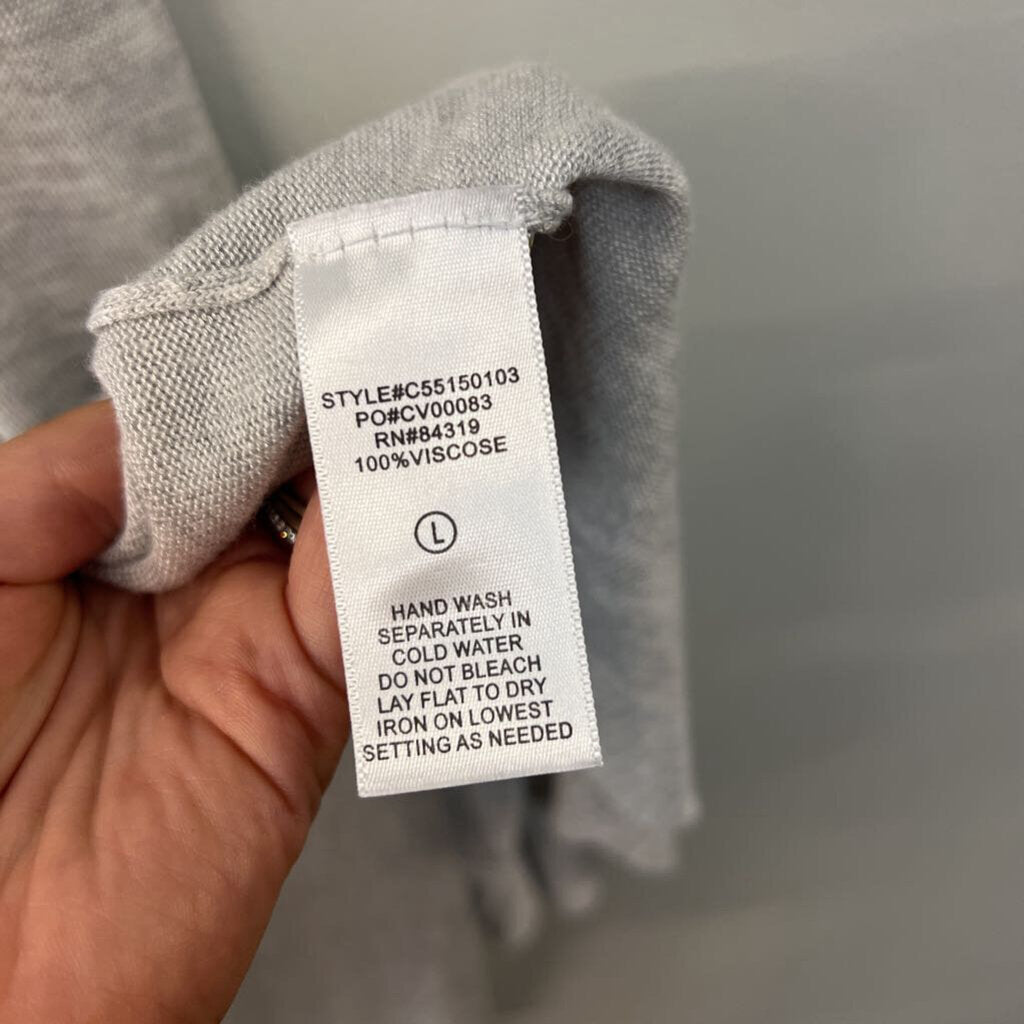 STYLE#C55150103
PO#CV00083
RN#84319
100%VISCOSE
L
HAND WASH
SEPARATELY IN
COLD WATER
DO NOT BLEACH
LAY FLAT TO DRY
IRON ON LOWEST
SETTING AS NEEDED